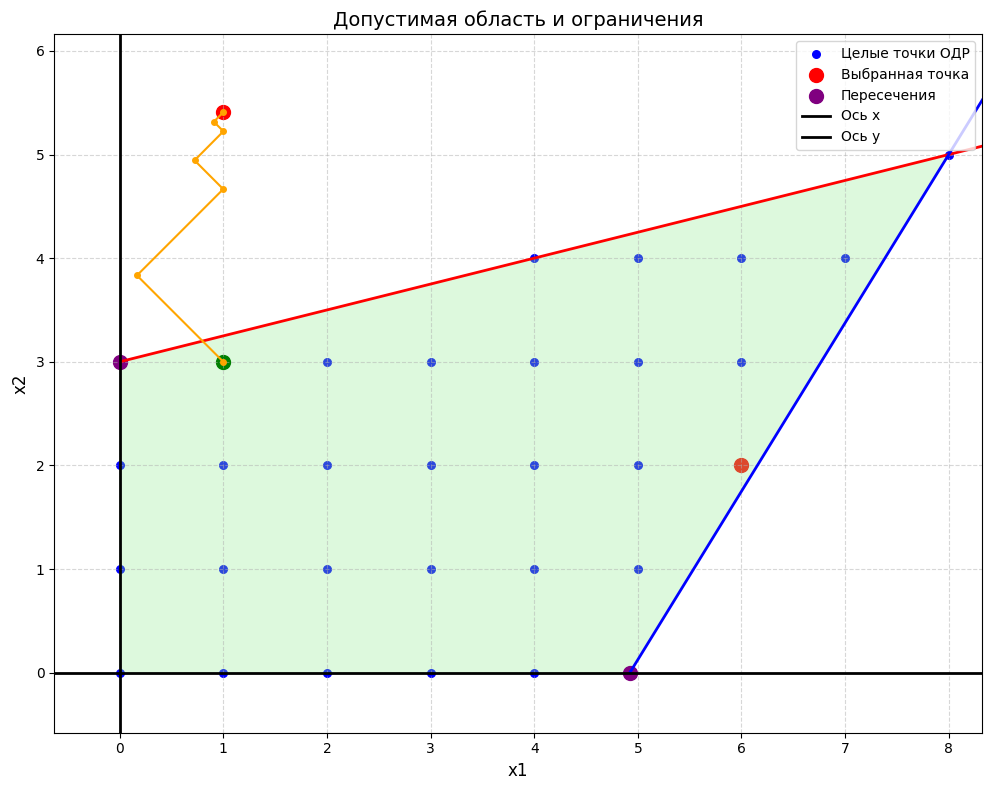 Допустимая область и ограничения
Целые точки ОДР
Выбранная точка
Пересечения
Ось x
Ось y
x2
6
5
4
3
2
1
0
0 1 2 3 4 5 6 7 8
x1